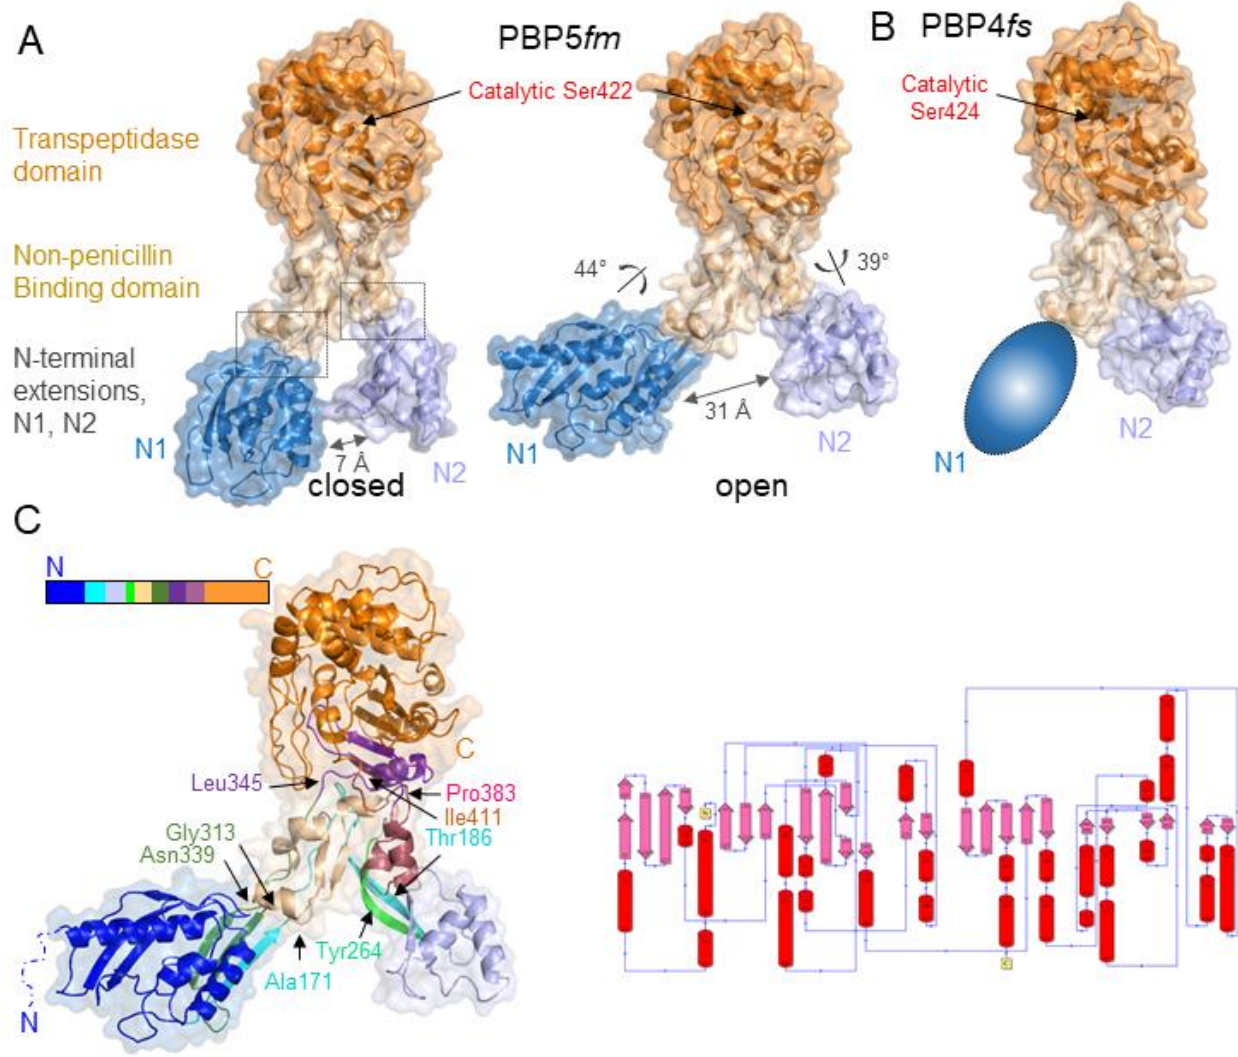 A
PBP5fm
B
PBP4fs
Catalytic Ser422
Catalytic
Ser424
Transpeptidase
domain
Non-penicillin
Binding domain
44°
39°
N-terminal
extensions,
N1, N2
N1
7 Å
closed
N2
N1
31 Å
open
N2
N1
N2
C
N
C
Leu345
C
Pro383
Ile411
Thr186
Gly313
Asn339
Tyr264
Ala171
N